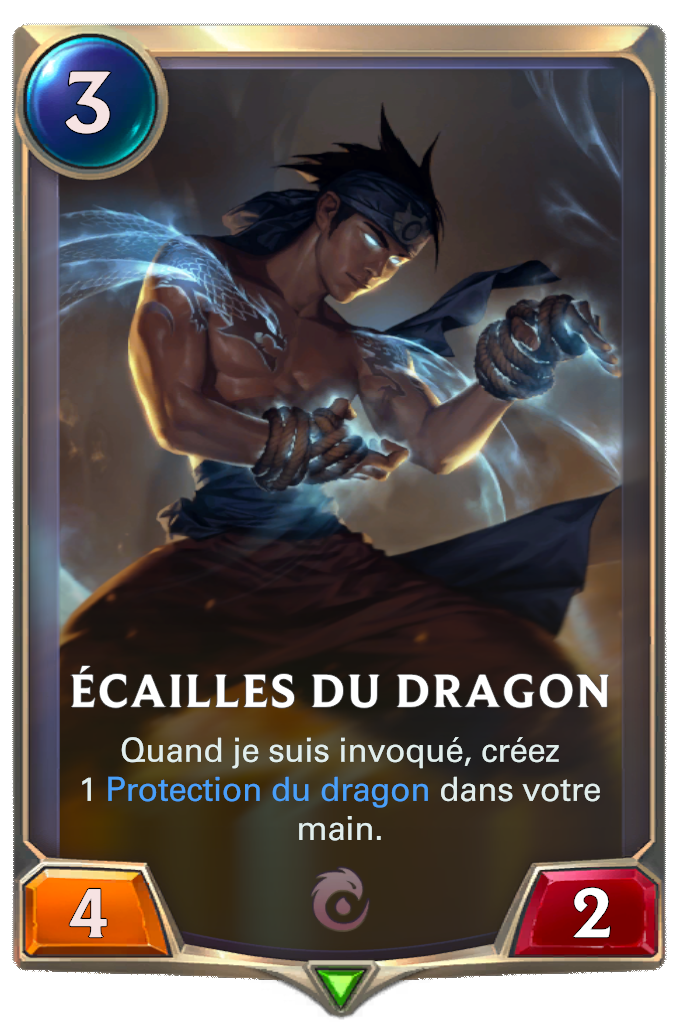 3
ÉCAILLES DU DRAGON
Quand je suis invoqué, créez
1 Protection du dragon dans votre
main.
4
2